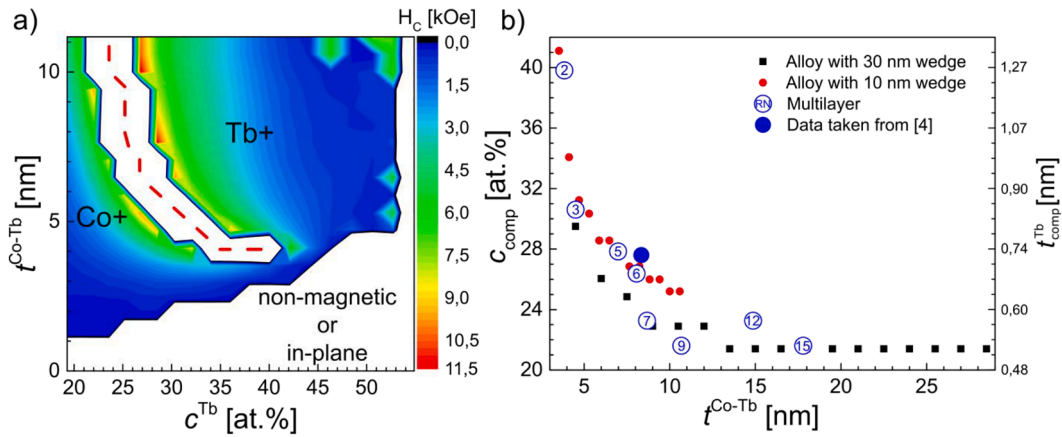 a)
H_C [kOe]
0,0
1,5
3,0
4,5
6,0
7,5
9,0
10,5
11,5
Co+
Tb+
non-magnetic
or
in-plane
10
5
0
t^Co-Tb [nm]
20 25 30 35 40 45 50
c^Tb [at.%]
b)
Alloy with 30 nm wedge
Alloy with 10 nm wedge
RN Multilayer
Data taken from [4]
2
3
5
6
7
9
12
15
40
36
32
28
24
20
c_comp [at.%]
1,27
1,07
0,90
0,74
0,60
0,48
t^Tb_comp [nm]
5 10 15 20 25
t^Co-Tb [nm]